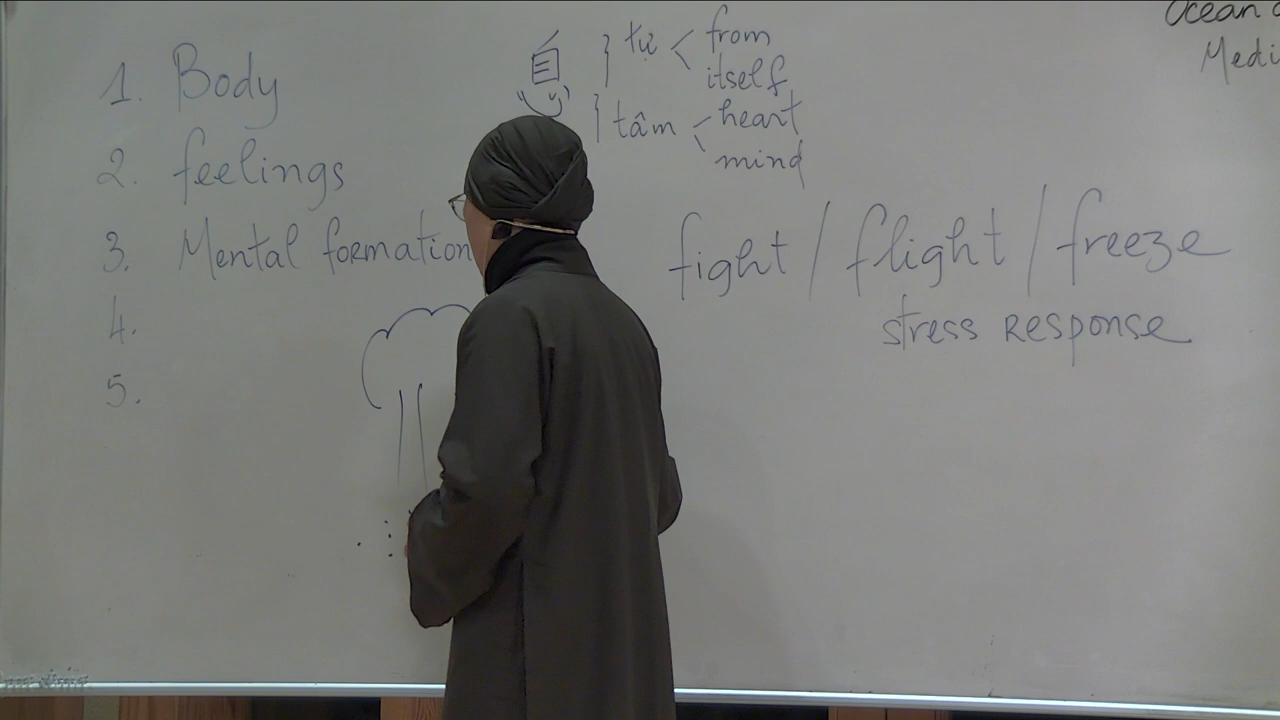 1. Body
2. feelings
3. Mental formation
4.
5.
自 } tự < from
itself
} tâm heart
mind
fight / flight / freeze
stress Response
Ocean